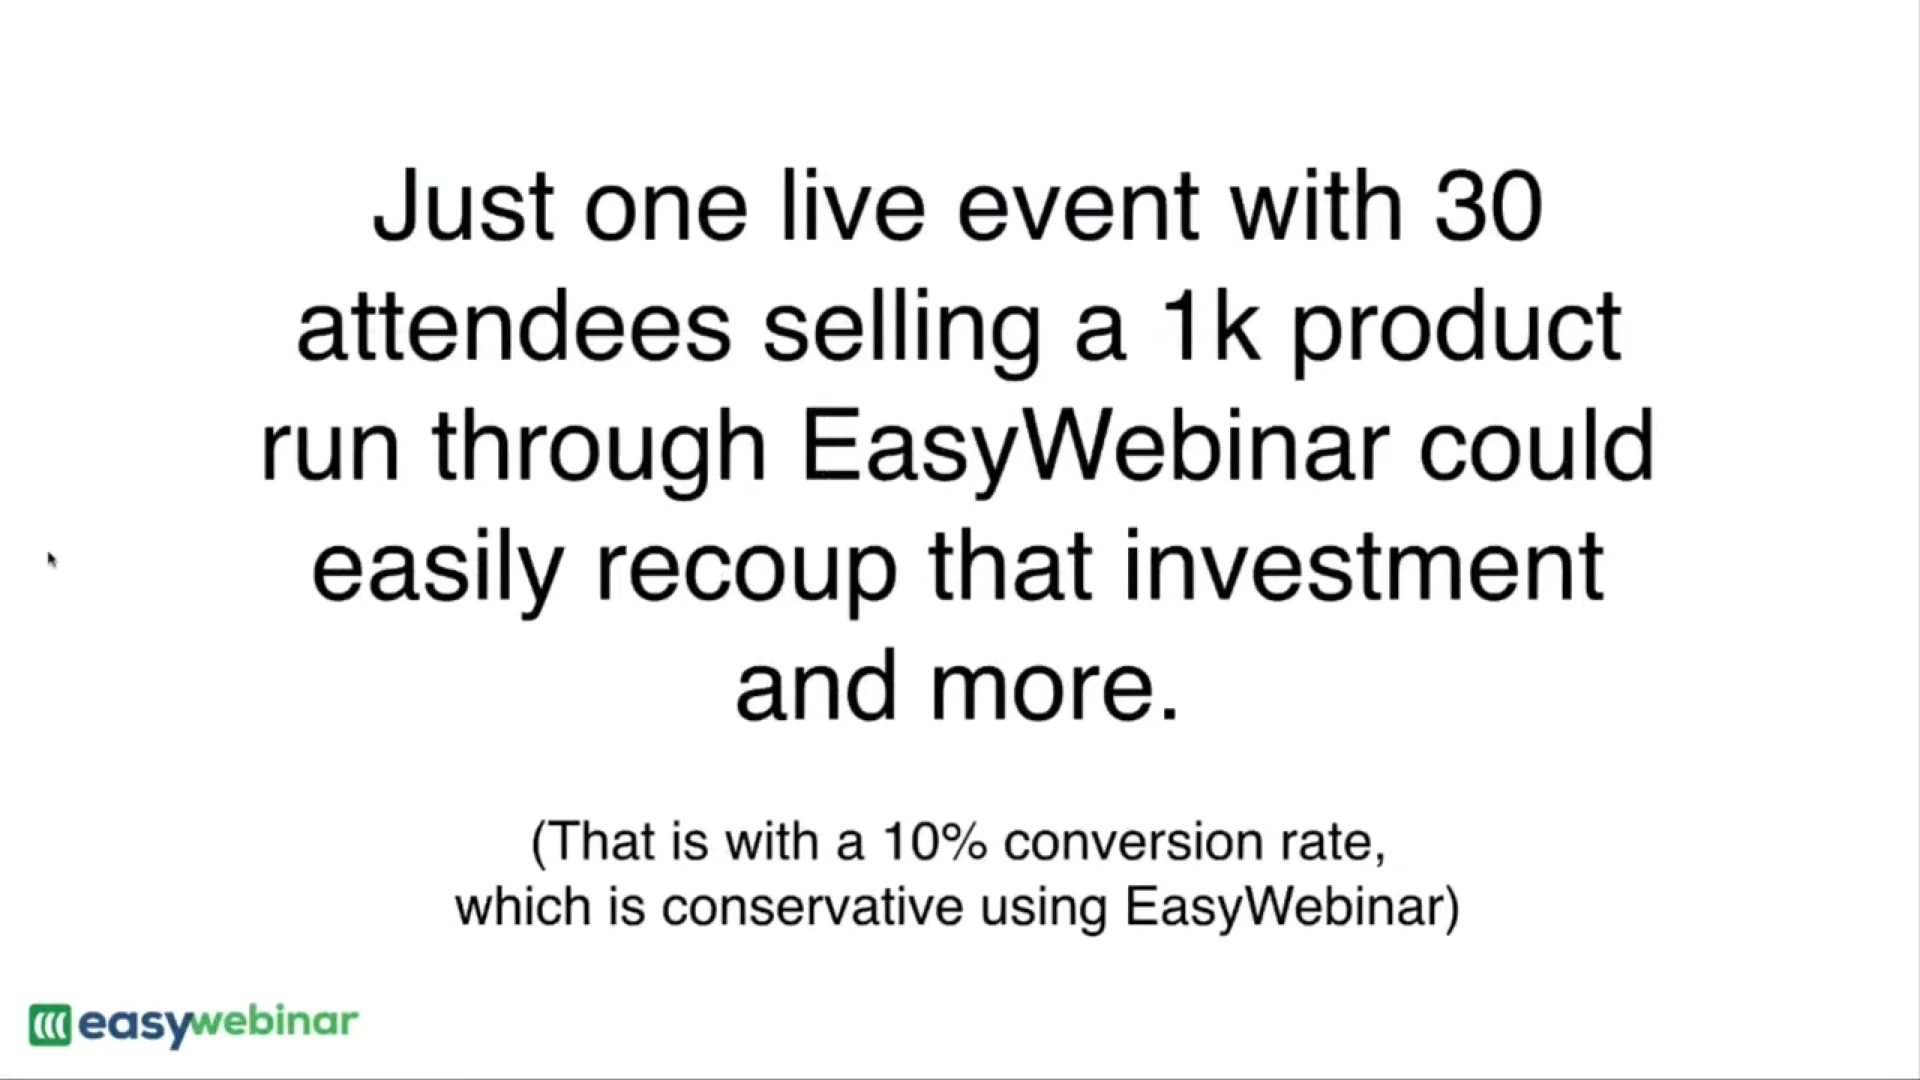 Just one live event with 30
attendees selling a 1k product
run through EasyWebinar could
easily recoup that investment
and more.
(That is with a 10% conversion rate,
which is conservative using EasyWebinar)
easywebinar